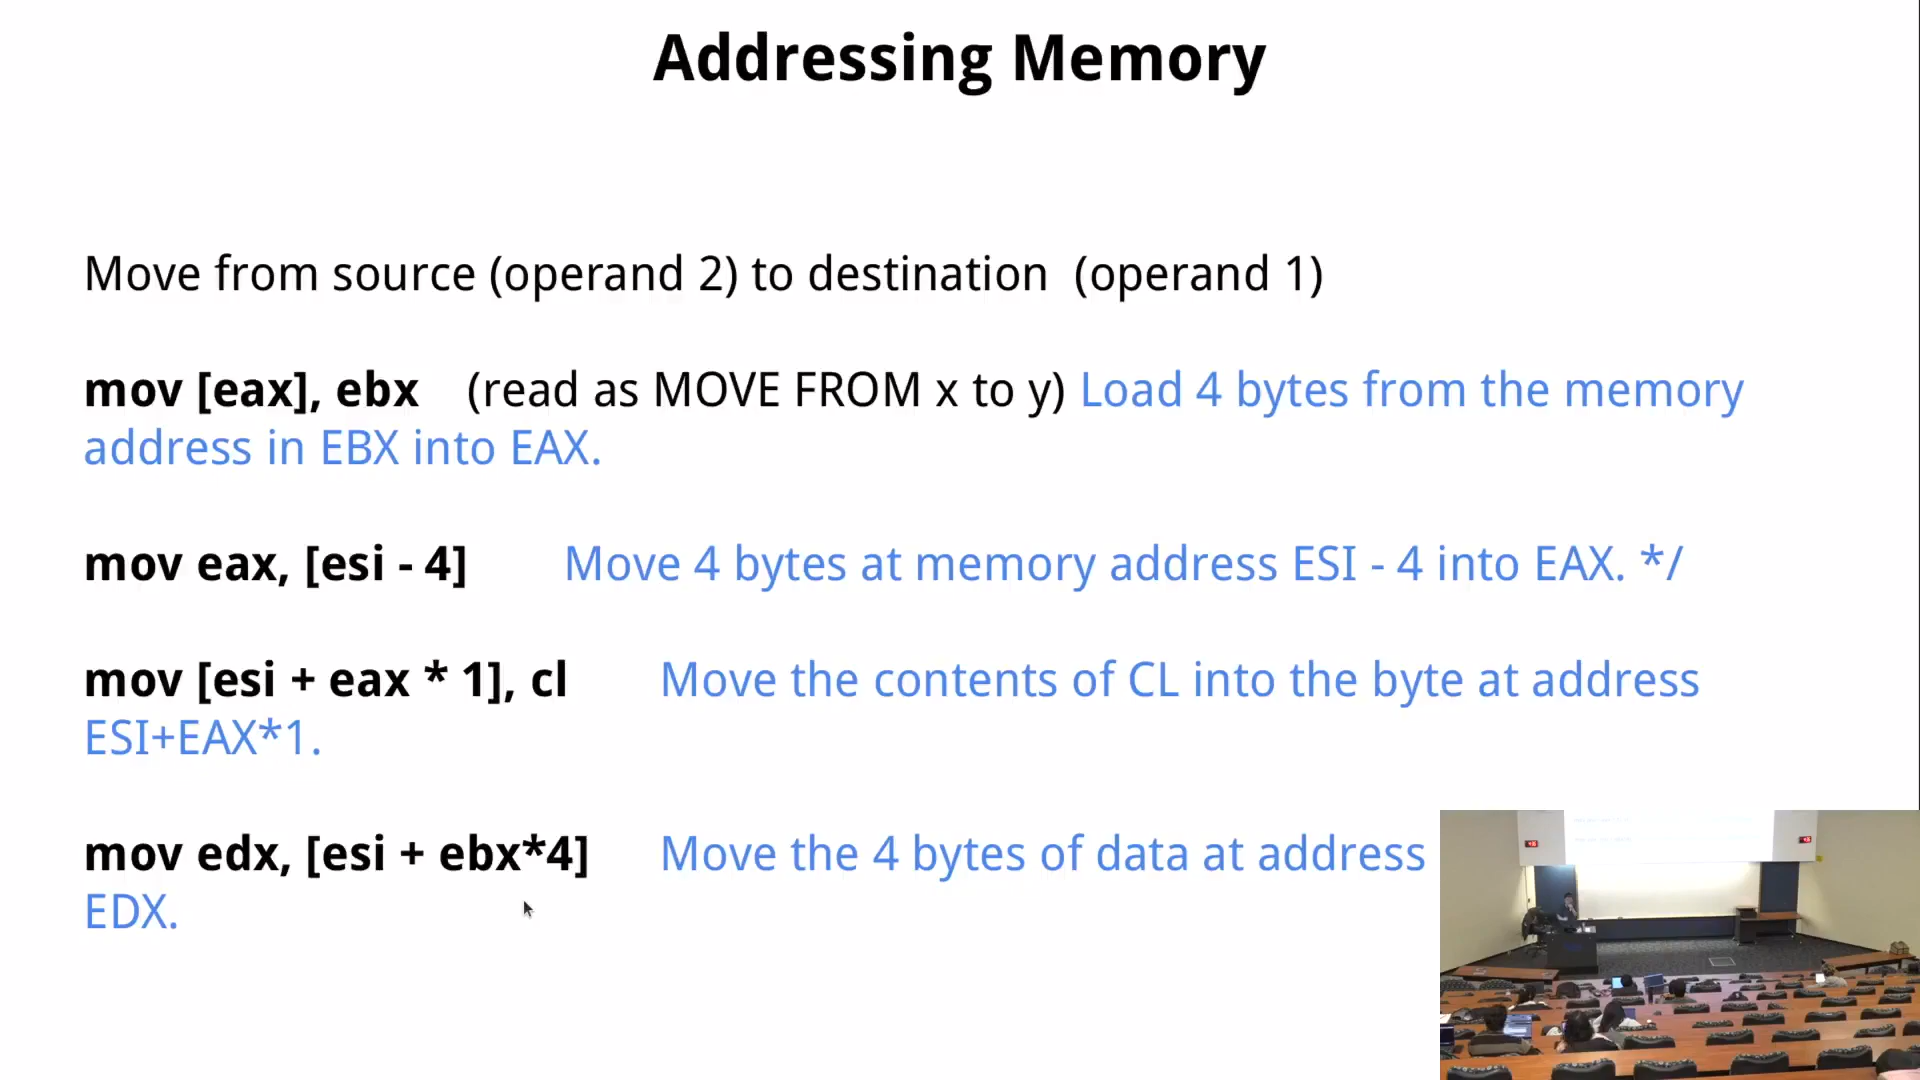 Addressing Memory
Move from source (operand 2) to destination (operand 1)
mov [eax], ebx (read as MOVE FROM x to y) Load 4 bytes from the memory
address in EBX into EAX.
mov eax, [esi - 4] Move 4 bytes at memory address ESI - 4 into EAX. */
mov [esi + eax * 1], cl Move the contents of CL into the byte at address
ESI+EAX*1.
mov edx, [esi + ebx*4] Move the 4 bytes of data at address
EDX.